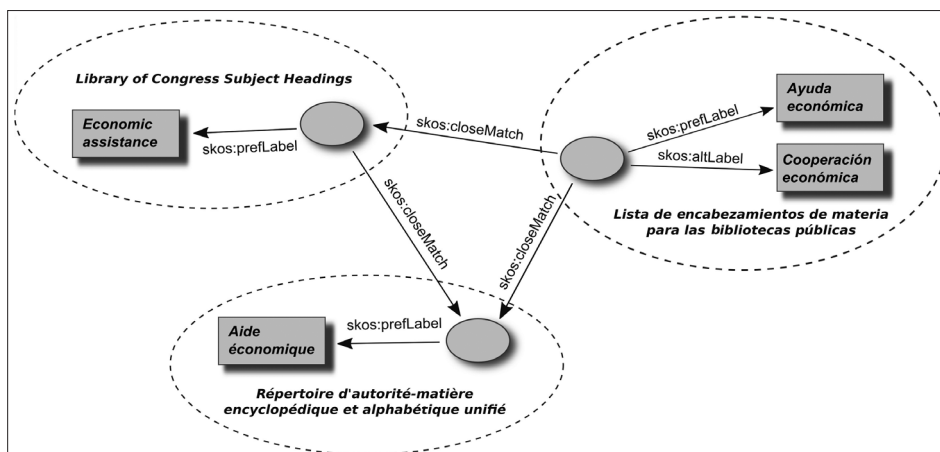 Library of Congress Subject Headings
Economic
assistance
skos:prefLabel
skos:closeMatch
skos:prefLabel
Ayuda
económica
skos:altLabel
Cooperación
económica
Lista de encabezamientos de materia
para las bibliotecas públicas
skos:closeMatch
skos:closeMatch
Aide
économique
skos:prefLabel
Répertoire d'autorité-matière
encyclopédique et alphabétique unifié